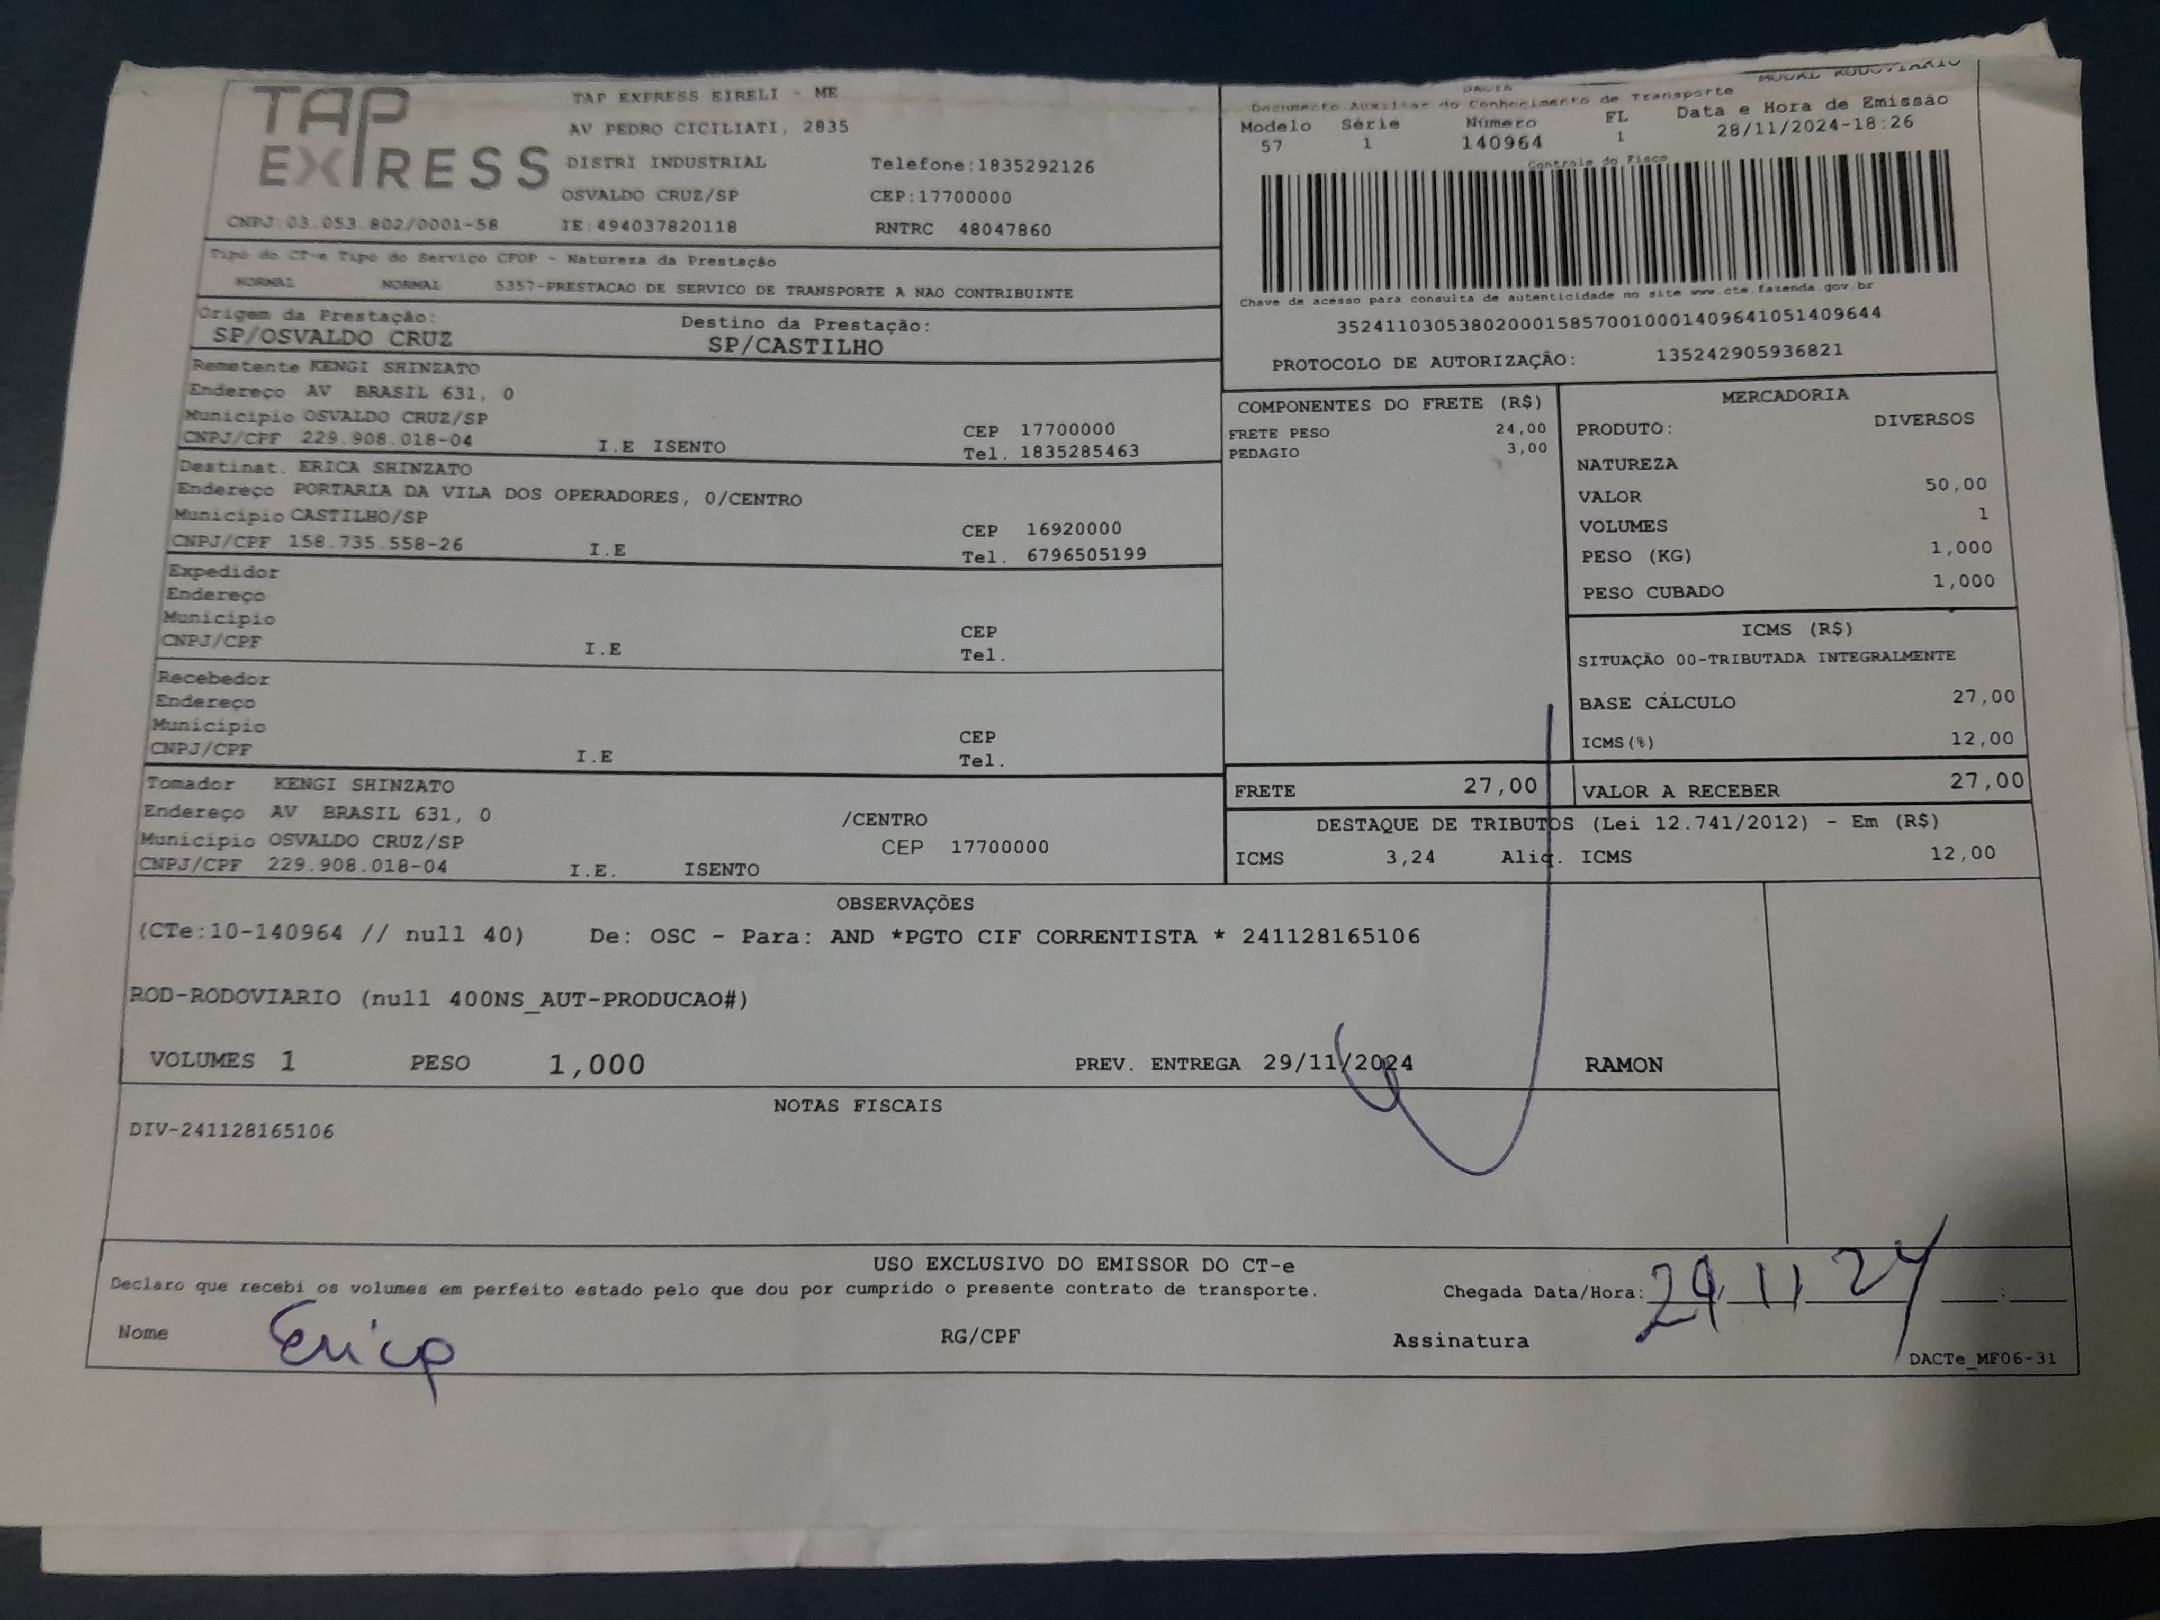 TAP EXPRESS
TAP EXPRESS EIRELI - ME
AV PEDRO CICILIATI, 2835
DISTRI INDUSTRIAL Telefone:1835292126
OSVALDO CRUZ/SP CEP:17700000
CNPJ:03.053.802/0001-58 IE:494037820118 RNTRC 48047860
Tipo do CT-e Tipo do Serviço CFOP - Natureza da Prestação
NORMAL NORMAL 5357-PRESTACAO DE SERVICO DE TRANSPORTE A NAO CONTRIBUINTE
Origem da Prestação: Destino da Prestação:
SP/OSVALDO CRUZ SP/CASTILHO
Remetente KENGI SHINZATO
Endereço AV BRASIL 631, 0
Município OSVALDO CRUZ/SP CEP 17700000
CNPJ/CPF 229.908.018-04 I.E ISENTO Tel. 1835285463
Destinat. ERICA SHINZATO
Endereço PORTARIA DA VILA DOS OPERADORES, 0/CENTRO
Município CASTILHO/SP CEP 16920000
CNPJ/CPF 158.735.558-26 I.E Tel. 6796505199
Expedidor
Endereço
Município CEP
CNPJ/CPF I.E Tel.
Recebedor
Endereço
Município CEP
CNPJ/CPF I.E Tel.
Tomador KENGI SHINZATO
Endereço AV BRASIL 631, 0 /CENTRO
Município OSVALDO CRUZ/SP CEP 17700000
CNPJ/CPF 229.908.018-04 I.E. ISENTO
DACTE MODAL RODOVIARIO
Documento Auxiliar do Conhecimento de Transporte
Modelo Série Número FL Data e Hora de Emissão
57 1 140964 1 28/11/2024-18:26
Controle do Fisco
Chave de acesso para consulta de autenticidade no site www.cte.fazenda.gov.br
35241103053802000158570010001409641051409644
PROTOCOLO DE AUTORIZAÇÃO: 135242905936821
COMPONENTES DO FRETE (R$)
FRETE PESO 24,00
PEDAGIO 3,00
MERCADORIA
PRODUTO: DIVERSOS
NATUREZA
VALOR 50,00
VOLUMES 1
PESO (KG) 1,000
PESO CUBADO 1,000
ICMS (R$)
SITUAÇÃO 00-TRIBUTADA INTEGRALMENTE
BASE CÁLCULO 27,00
ICMS(%) 12,00
FRETE 27,00 VALOR A RECEBER 27,00
DESTAQUE DE TRIBUTOS (Lei 12.741/2012) - Em (R$)
ICMS 3,24 Aliq. ICMS 12,00
OBSERVAÇÕES
(CTe:10-140964 // null 40) De: OSC - Para: AND *PGTO CIF CORRENTISTA * 241128165106
ROD-RODOVIARIO (null 400NS_AUT-PRODUCAO#)
VOLUMES 1 PESO 1,000 PREV. ENTREGA 29/11/2024 RAMON
NOTAS FISCAIS
DIV-241128165106
USO EXCLUSIVO DO EMISSOR DO CT-e
Declaro que recebi os volumes em perfeito estado pelo que dou por cumprido o presente contrato de transporte. Chegada Data/Hora: 29 11 24 __:__
Nome Erica RG/CPF Assinatura
DACTe_MF06-31